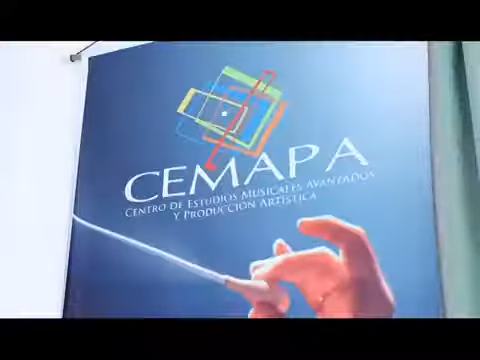 CEMAPA
CENTRO DE ESTUDIOS MUSICALES AVANZADOS
Y PRODUCCIÓN ARTÍSTICA